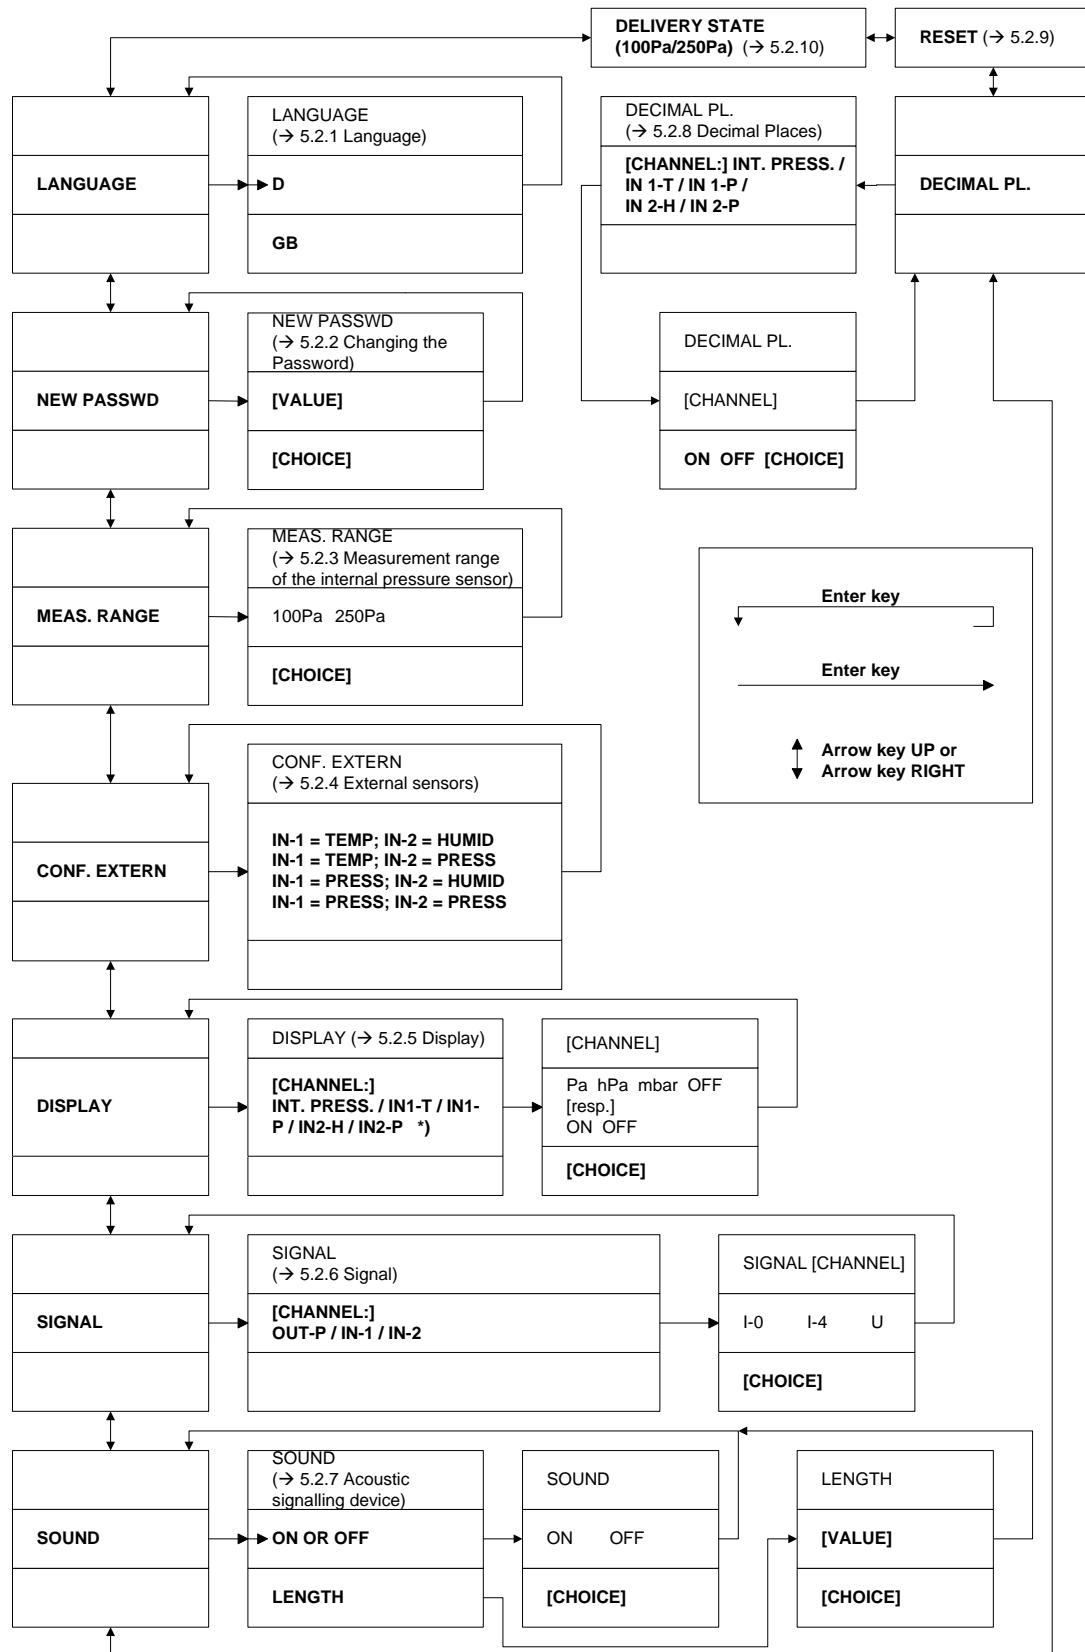 DELIVERY STATE
(100Pa/250Pa) (→ 5.2.10)
RESET (→ 5.2.9)
LANGUAGE
LANGUAGE
(→ 5.2.1 Language)
D
GB
DECIMAL PL.
(→ 5.2.8 Decimal Places)
[CHANNEL:] INT. PRESS. /
IN 1-T / IN 1-P /
IN 2-H / IN 2-P
DECIMAL PL.
NEW PASSWD
NEW PASSWD
(→ 5.2.2 Changing the
Password)
[VALUE]
[CHOICE]
DECIMAL PL.
[CHANNEL]
ON OFF [CHOICE]
MEAS. RANGE
MEAS. RANGE
(→ 5.2.3 Measurement range
of the internal pressure sensor)
100Pa 250Pa
[CHOICE]
Enter key
Enter key
Arrow key UP or
Arrow key RIGHT
CONF. EXTERN
CONF. EXTERN
(→ 5.2.4 External sensors)
IN-1 = TEMP; IN-2 = HUMID
IN-1 = TEMP; IN-2 = PRESS
IN-1 = PRESS; IN-2 = HUMID
IN-1 = PRESS; IN-2 = PRESS
DISPLAY
DISPLAY (→ 5.2.5 Display)
[CHANNEL:]
INT. PRESS. / IN1-T / IN1-
P / IN2-H / IN2-P *)
[CHANNEL]
Pa hPa mbar OFF
[resp.]
ON OFF
[CHOICE]
SIGNAL
SIGNAL
(→ 5.2.6 Signal)
[CHANNEL:]
OUT-P / IN-1 / IN-2
SIGNAL [CHANNEL]
I-0 I-4 U
[CHOICE]
SOUND
SOUND
(→ 5.2.7 Acoustic
signalling device)
ON OR OFF
LENGTH
SOUND
ON OFF
[CHOICE]
LENGTH
[VALUE]
[CHOICE]